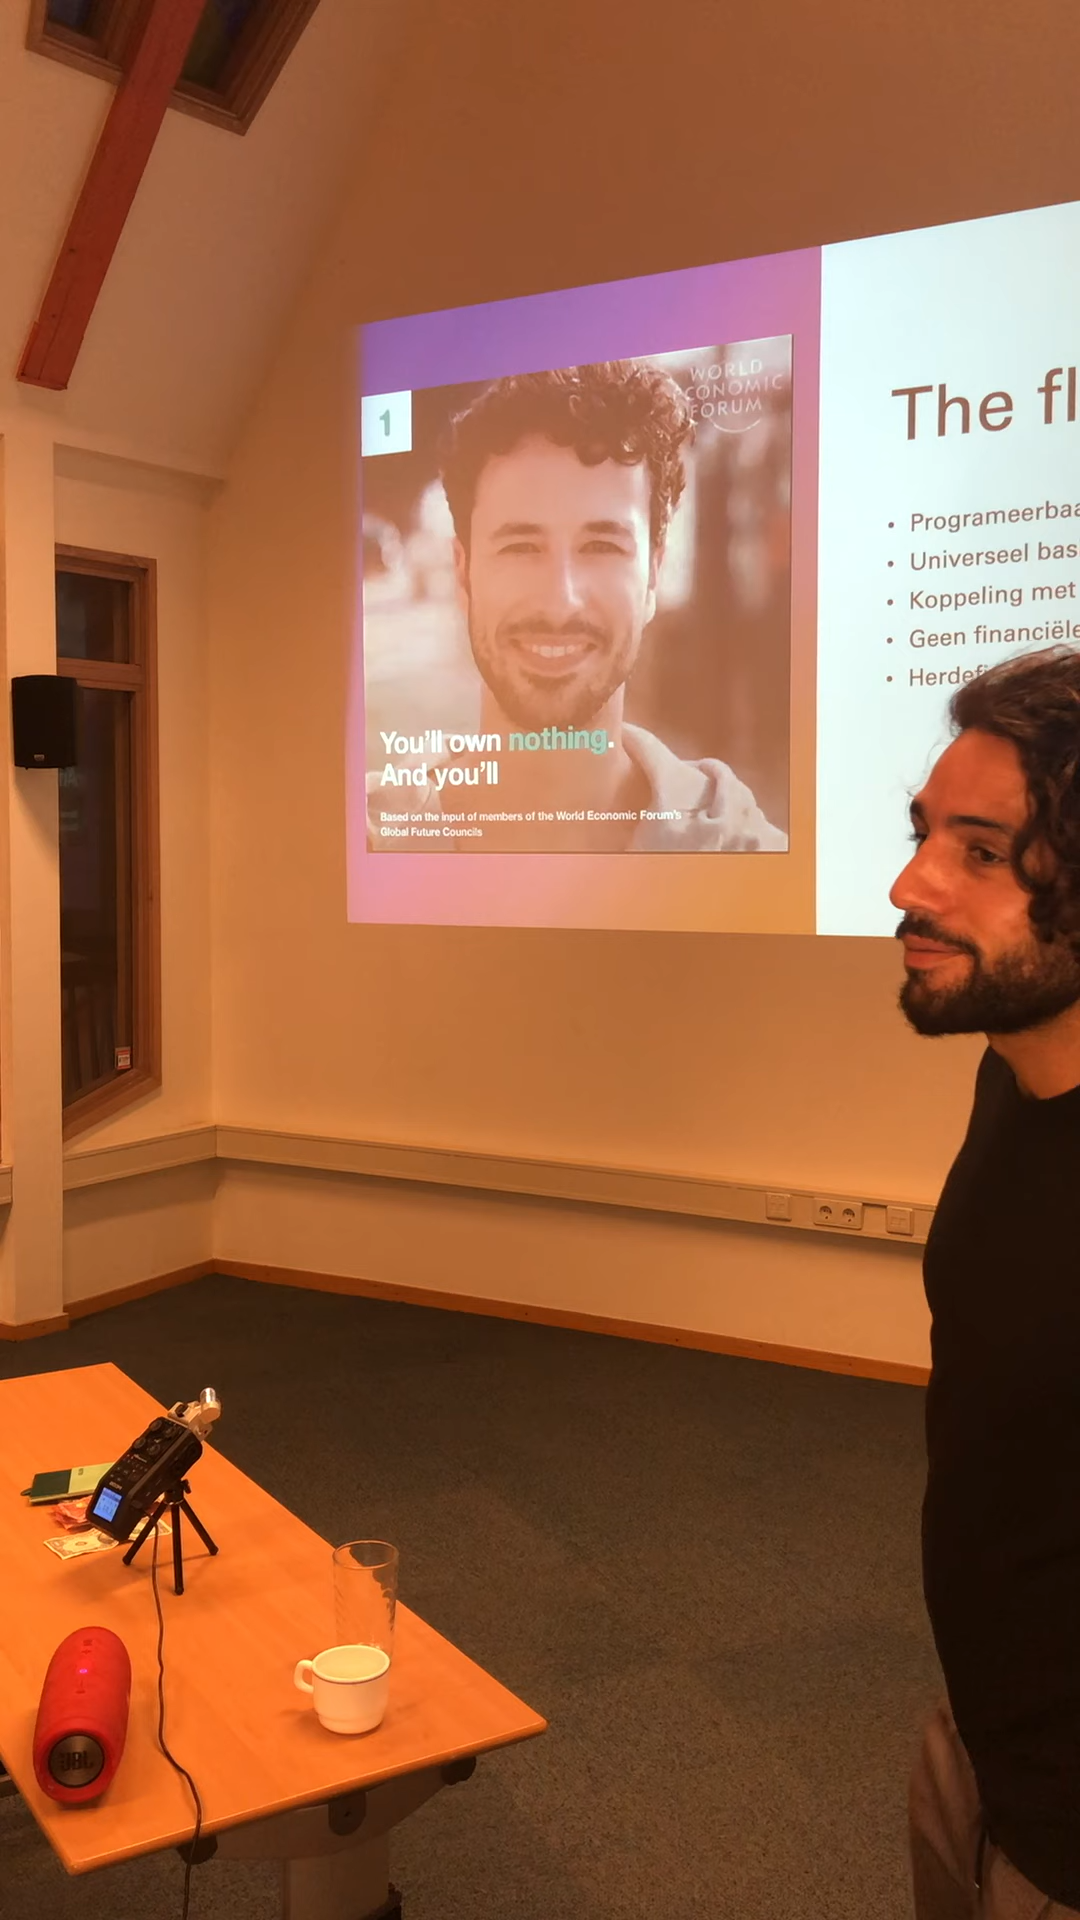 1
WORLD
ECONOMIC
FORUM
You'll own nothing.
And you'll
Based on the input of members of the World Economic Forum's
Global Future Councils
The fl
• Programeerbaa
• Universeel bas
• Koppeling met
• Geen financiële
• Herdefi
JBL